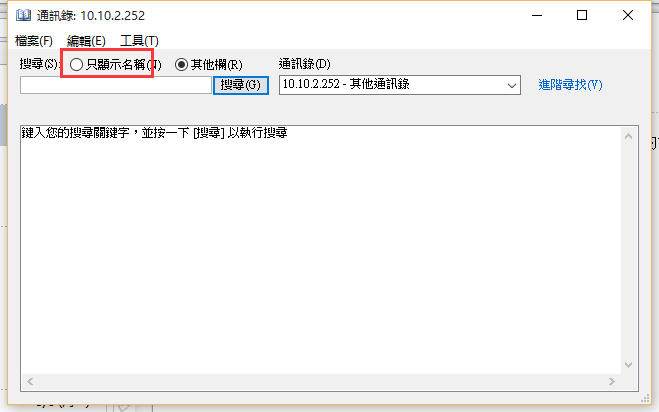 通訊錄: 10.10.2.252
檔案(F) 編輯(E) 工具(T)
搜尋(S): 只顯示名稱(N) 其他欄(R) 通訊錄(D)
搜尋(G) 10.10.2.252 - 其他通訊錄 進階尋找(V)
鍵入您的搜尋關鍵字，並按一下 [搜尋] 以執行搜尋